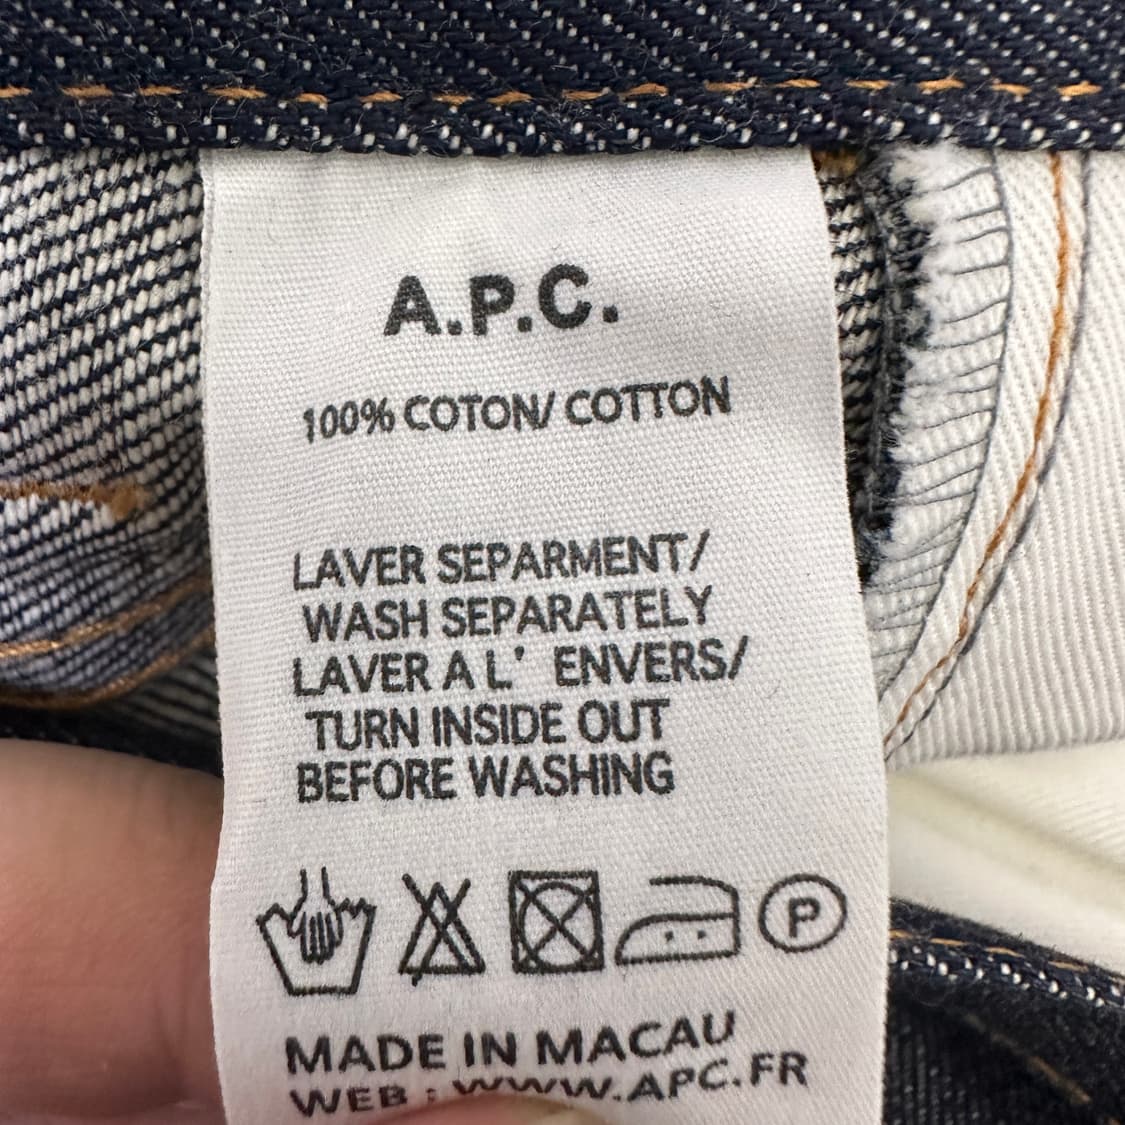 A.P.C.
100% COTON/ COTTON
LAVER SEPARMENT/
WASH SEPARATELY
LAVER A L' ENVERS/
TURN INSIDE OUT
BEFORE WASHING
P
MADE IN MACAU
WEB : WWW.APC.FR